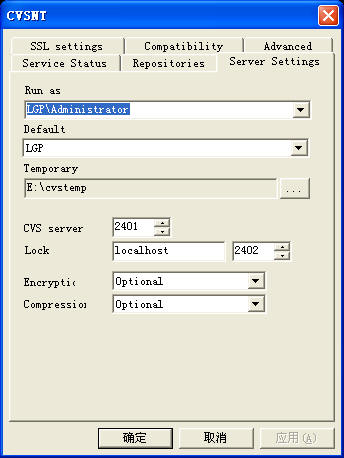 CVSNT
SSL settings Compatibility Advanced
Service Status Repositories Server Settings
Run as
LGP\Administrator
Default
LGP
Temporary
E:\cvstemp ...
CVS server 2401
Lock localhost 2402
Encryptic Optional
Compression Optional
确定 取消 应用(A)